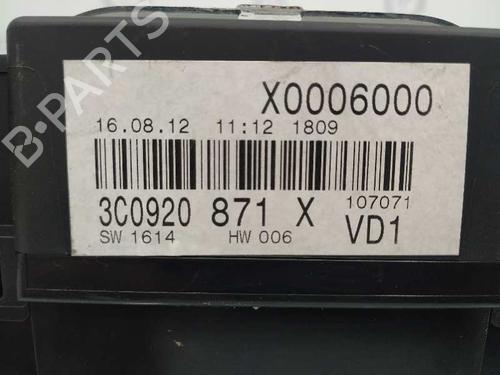 X0006000
16.08.12 11:12 1809
107071
3C0920 871 X VD1
SW 1614 HW 006
B-PARTS